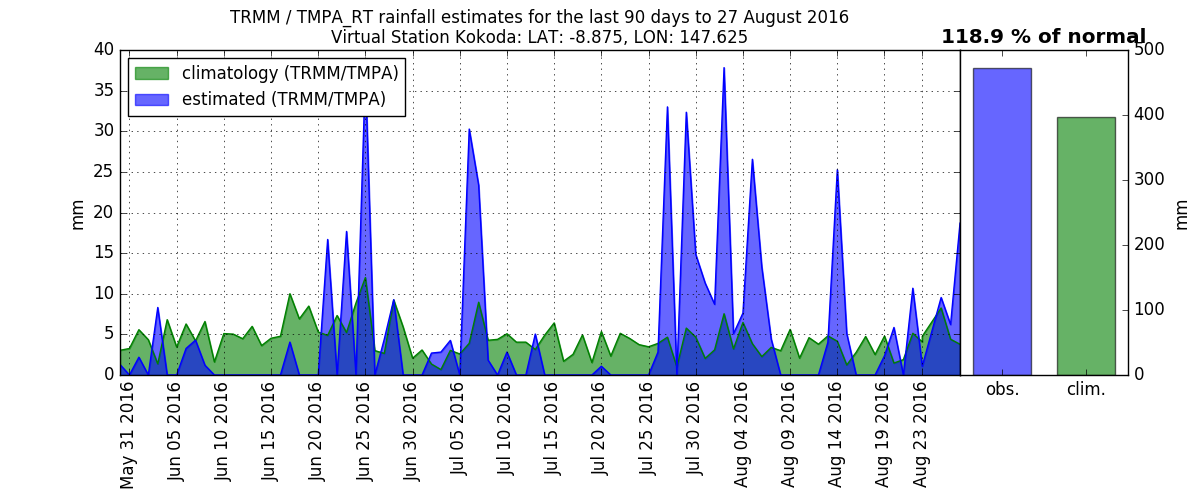 TRMM / TMPA_RT rainfall estimates for the last 90 days to 27 August 2016
Virtual Station Kokoda: LAT: -8.875, LON: 147.625
118.9 % of normal
climatology (TRMM/TMPA)
estimated (TRMM/TMPA)
mm
40
35
30
25
20
15
10
5
0
May 31 2016
Jun 05 2016
Jun 10 2016
Jun 15 2016
Jun 20 2016
Jun 25 2016
Jun 30 2016
Jul 05 2016
Jul 10 2016
Jul 15 2016
Jul 20 2016
Jul 25 2016
Jul 30 2016
Aug 04 2016
Aug 09 2016
Aug 14 2016
Aug 19 2016
Aug 23 2016
obs.
clim.
500
400
300
200
100
0
mm